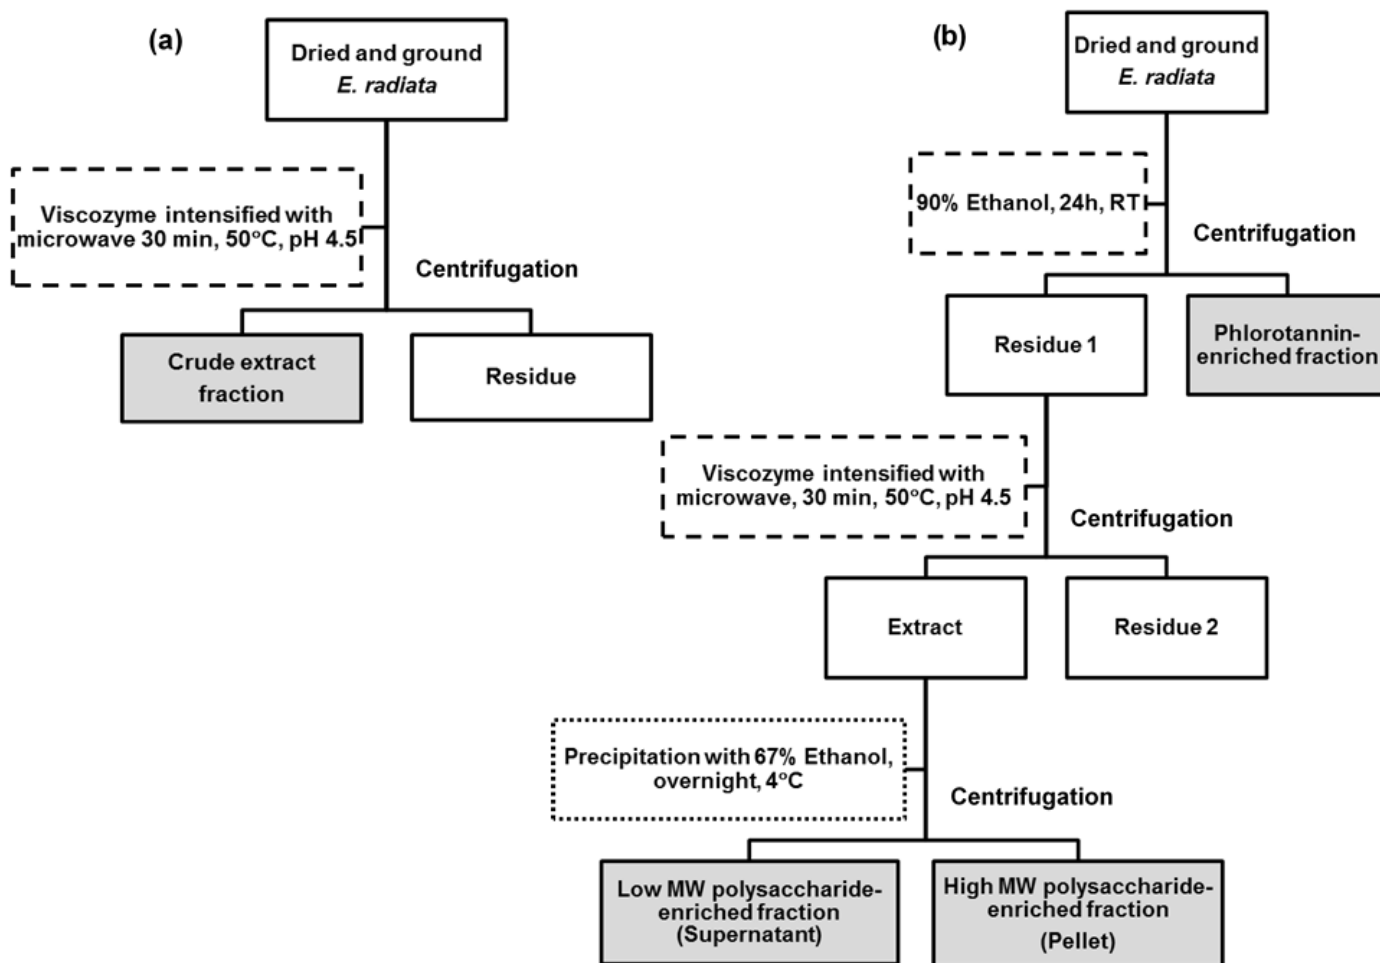 (a)
Dried and ground
E. radiata
Viscozyme intensified with
microwave 30 min, 50°C, pH 4.5
Centrifugation
Crude extract
fraction
Residue
(b)
Dried and ground
E. radiata
90% Ethanol, 24h, RT
Centrifugation
Residue 1
Phlorotannin-
enriched fraction
Viscozyme intensified with
microwave, 30 min, 50°C, pH 4.5
Centrifugation
Extract
Residue 2
Precipitation with 67% Ethanol,
overnight, 4°C
Centrifugation
Low MW polysaccharide-
enriched fraction
(Supernatant)
High MW polysaccharide-
enriched fraction
(Pellet)